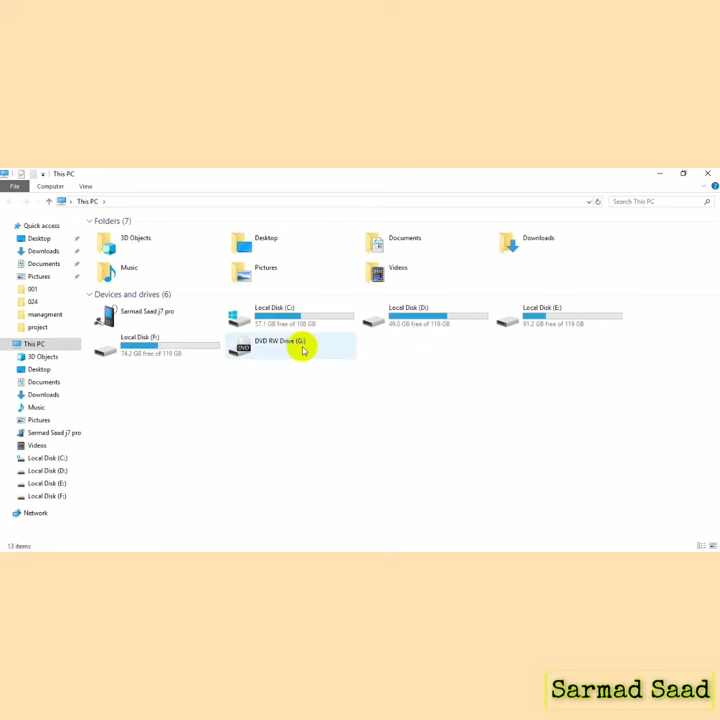 This PC
File Computer View
This PC
Search This PC
Quick access
Desktop
Downloads
Documents
Pictures
001
024
managment
project
This PC
3D Objects
Desktop
Documents
Downloads
Music
Pictures
Sarmad Saad j7 pro
Videos
Local Disk (C:)
Local Disk (D:)
Local Disk (E:)
Local Disk (F:)
Network
Folders (7)
3D Objects
Desktop
Documents
Downloads
Music
Pictures
Videos
Devices and drives (6)
Sarmad Saad j7 pro
Local Disk (C:)
57.1 GB free of 108 GB
Local Disk (D:)
49.0 GB free of 119 GB
Local Disk (E:)
91.2 GB free of 119 GB
Local Disk (F:)
74.2 GB free of 119 GB
DVD RW Drive (G:)
DVD
13 items
Sarmad Saad